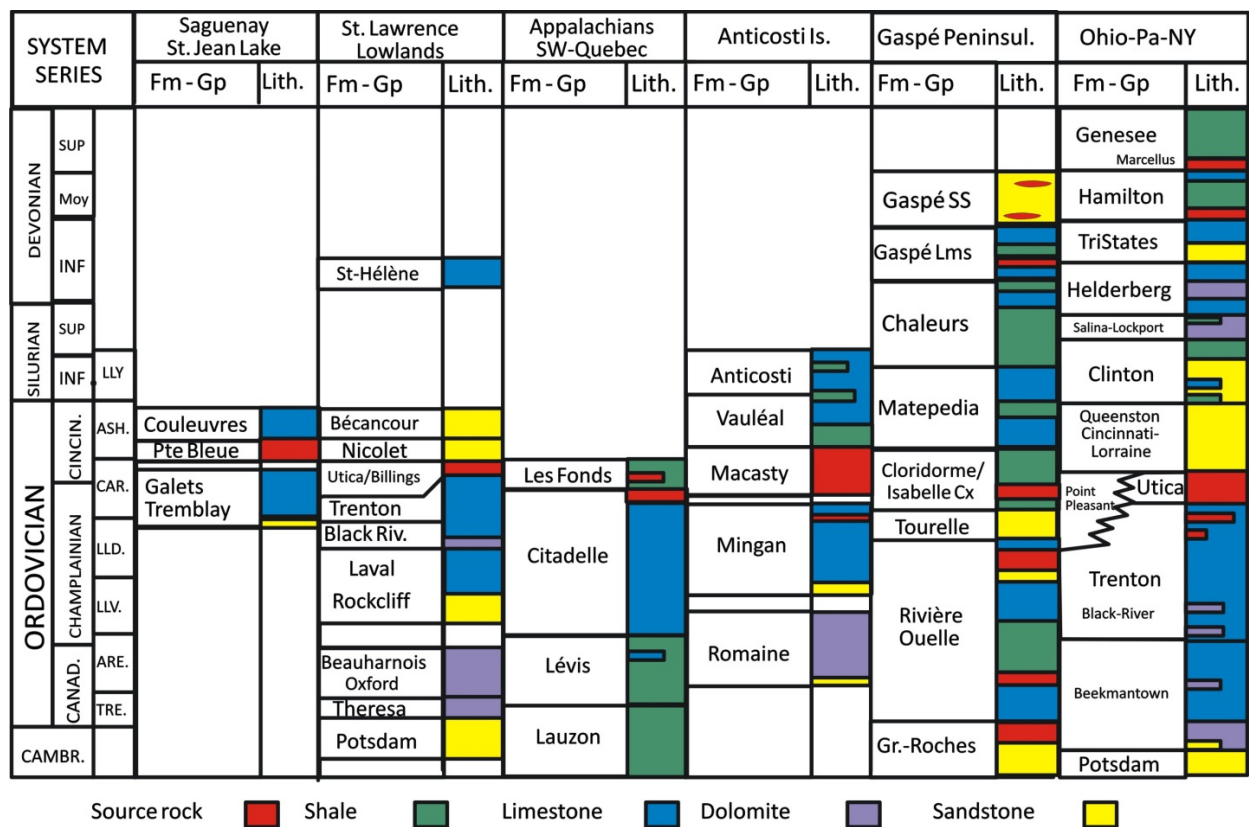 SYSTEM
SERIES
Saguenay
St. Jean Lake
St. Lawrence
Lowlands
Appalachians
SW-Quebec
Anticosti Is.
Gaspé Peninsul.
Ohio-Pa-NY
Fm - Gp
Lith.
Fm - Gp
Lith.
Fm - Gp
Lith.
Fm - Gp
Lith.
Fm - Gp
Lith.
Fm - Gp
Lith.
DEVONIAN
SUP
Moy
INF
SILURIAN
SUP
INF
LLY
ORDOVICIAN
CINCIN.
CHAMPLAINIAN
CANAD.
ASH.
CAR.
LLD.
LLV.
ARE.
TRE.
CAMBR.
Couleuvres
Pte Bleue
Galets
Tremblay
St-Hélène
Bécancour
Nicolet
Utica/Billings
Trenton
Black Riv.
Laval
Rockcliff
Beauharnois
Oxford
Theresa
Potsdam
Les Fonds
Citadelle
Lévis
Lauzon
Anticosti
Vauléal
Macasty
Mingan
Romaine
Gaspé SS
Gaspé Lms
Chaleurs
Matepedia
Cloridorme/
Isabelle Cx
Tourelle
Rivière
Ouelle
Gr.-Roches
Genesee
Marcellus
Hamilton
TriStates
Helderberg
Salina-Lockport
Clinton
Queenston
Cincinnati-
Lorraine
Utica
Point
Pleasant
Trenton
Black-River
Beekmantown
Potsdam
Source rock
Shale
Limestone
Dolomite
Sandstone